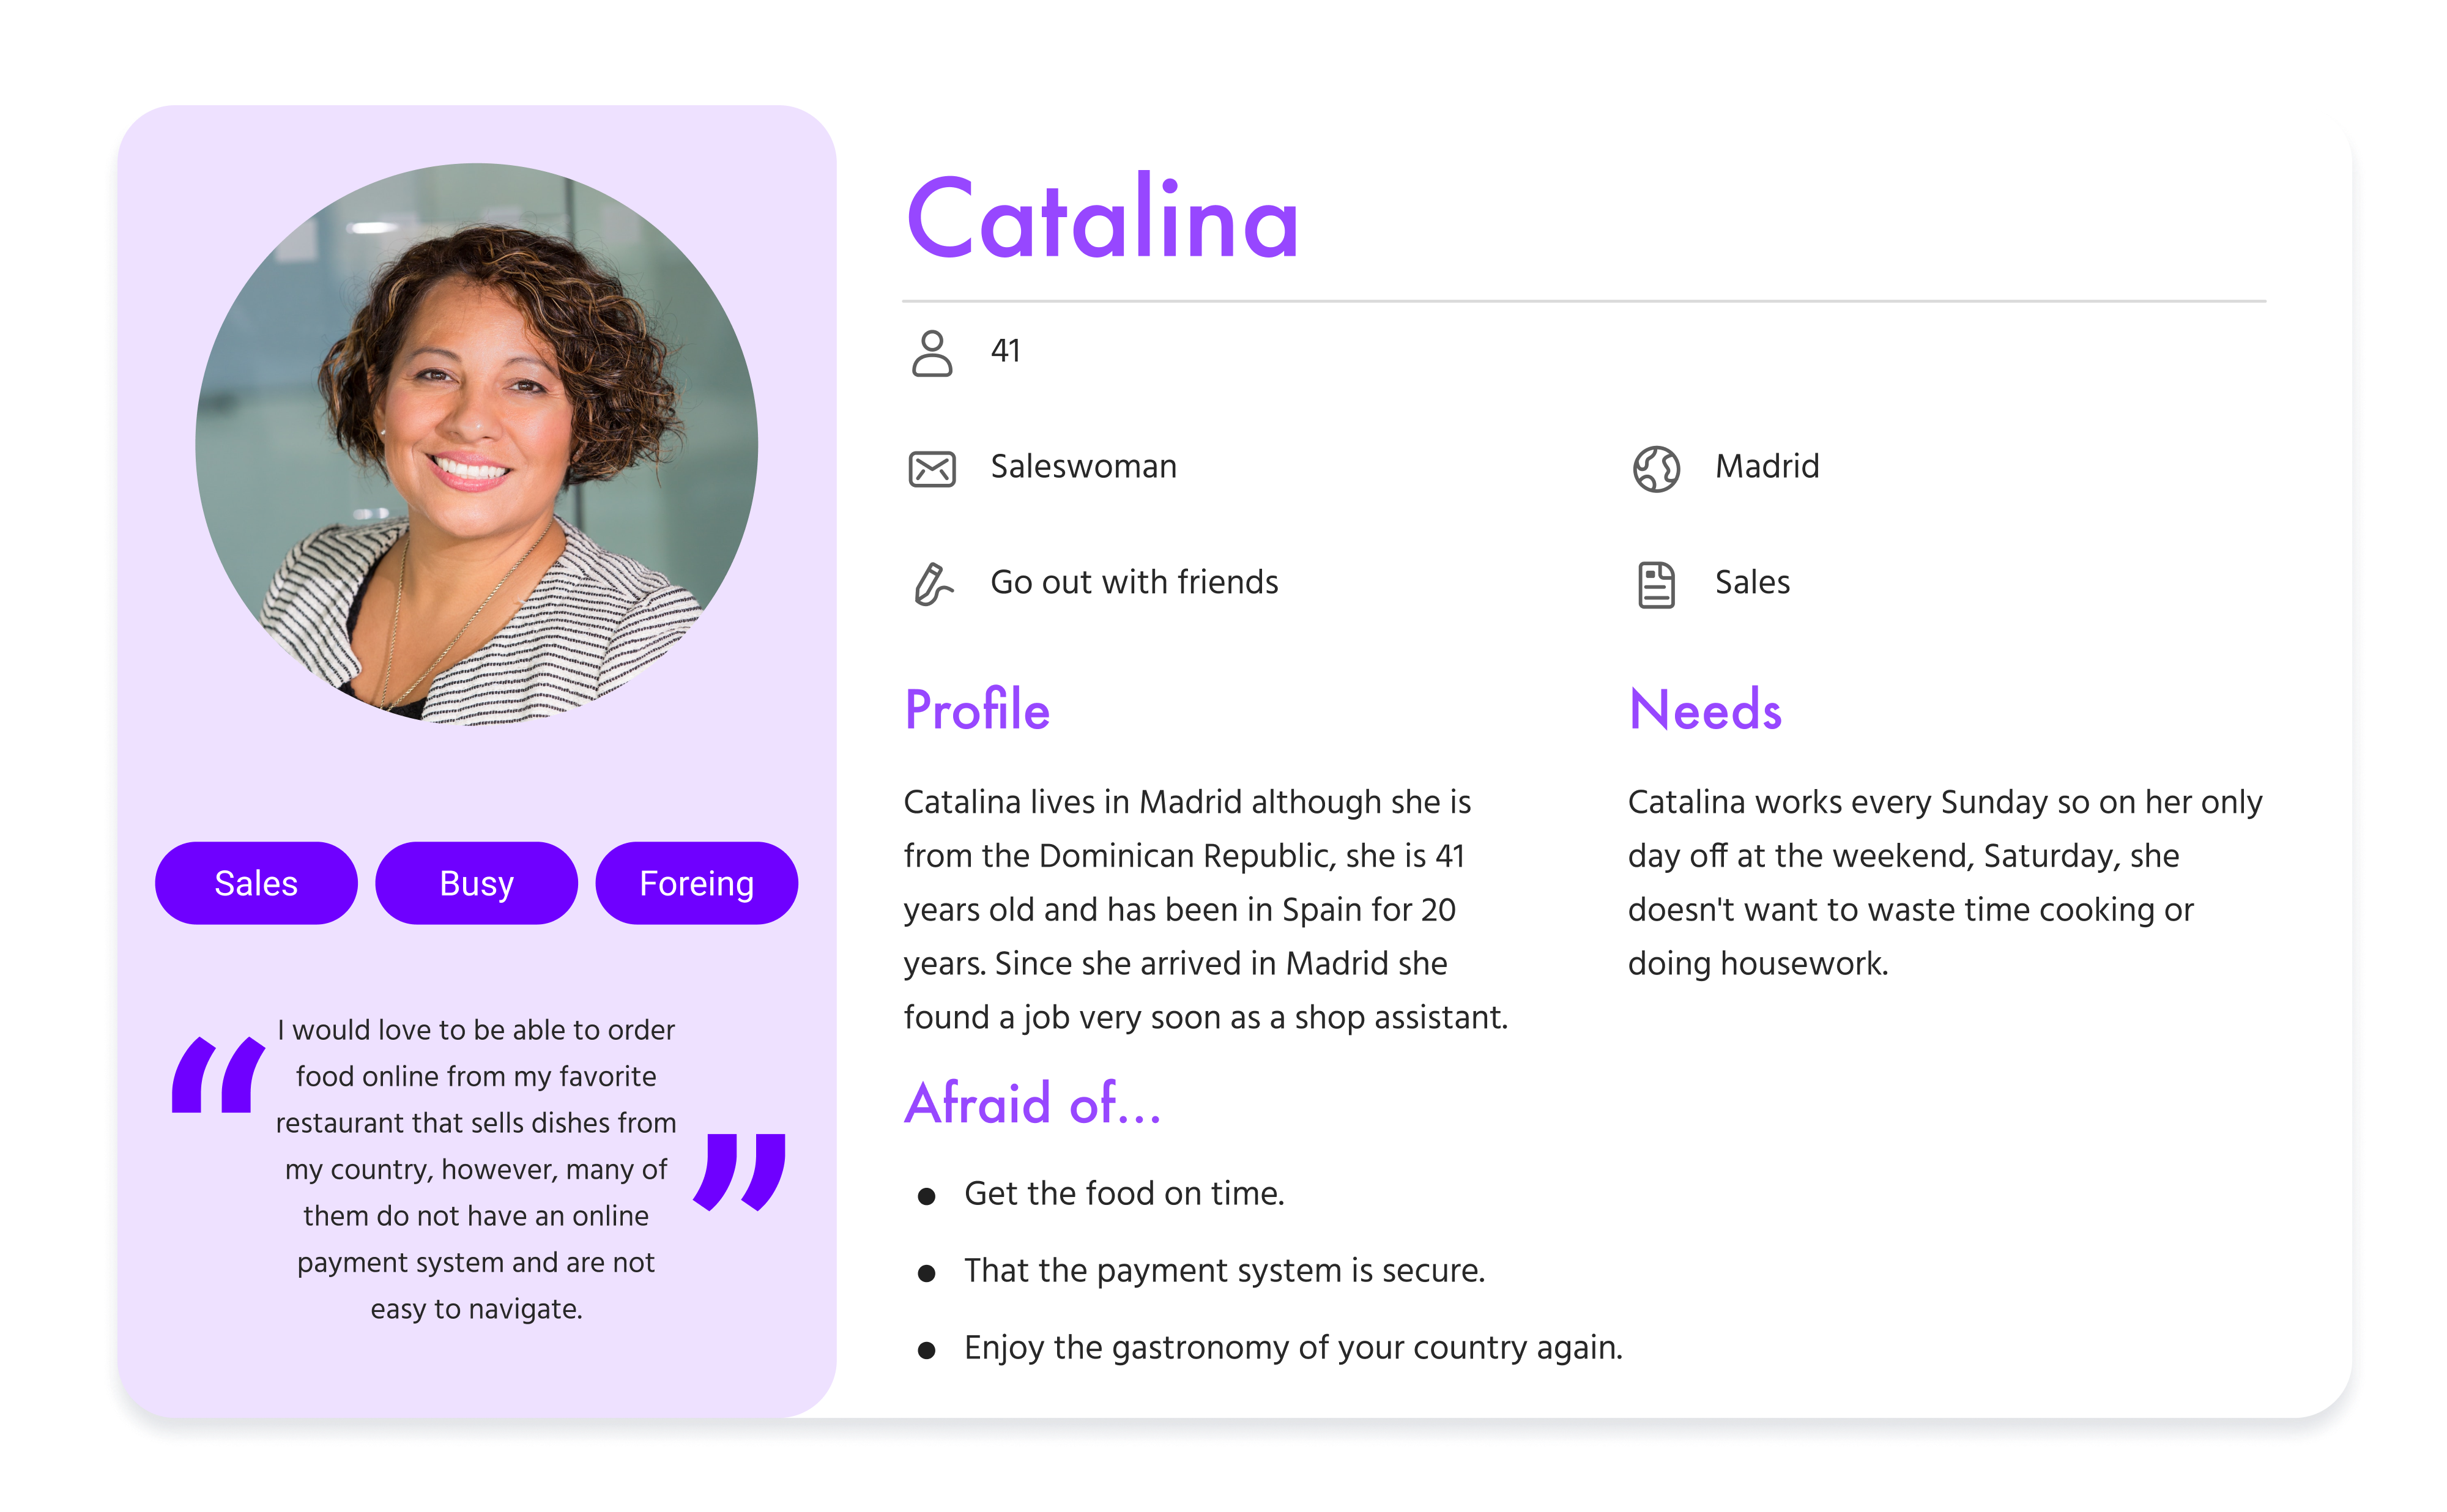 Catalina
41
Saleswoman
Madrid
Go out with friends
Sales
Profile
Catalina lives in Madrid although she is
from the Dominican Republic, she is 41
years old and has been in Spain for 20
years. Since she arrived in Madrid she
found a job very soon as a shop assistant.
Needs
Catalina works every Sunday so on her only
day off at the weekend, Saturday, she
doesn't want to waste time cooking or
doing housework.
Afraid of...
● Get the food on time.
● That the payment system is secure.
● Enjoy the gastronomy of your country again.
Sales
Busy
Foreing
“
I would love to be able to order
food online from my favorite
restaurant that sells dishes from
my country, however, many of
them do not have an online
payment system and are not
easy to navigate.
”